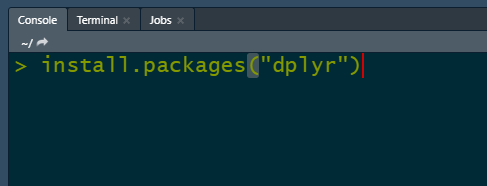 Console Terminal × Jobs ×
~/
> install.packages("dplyr")